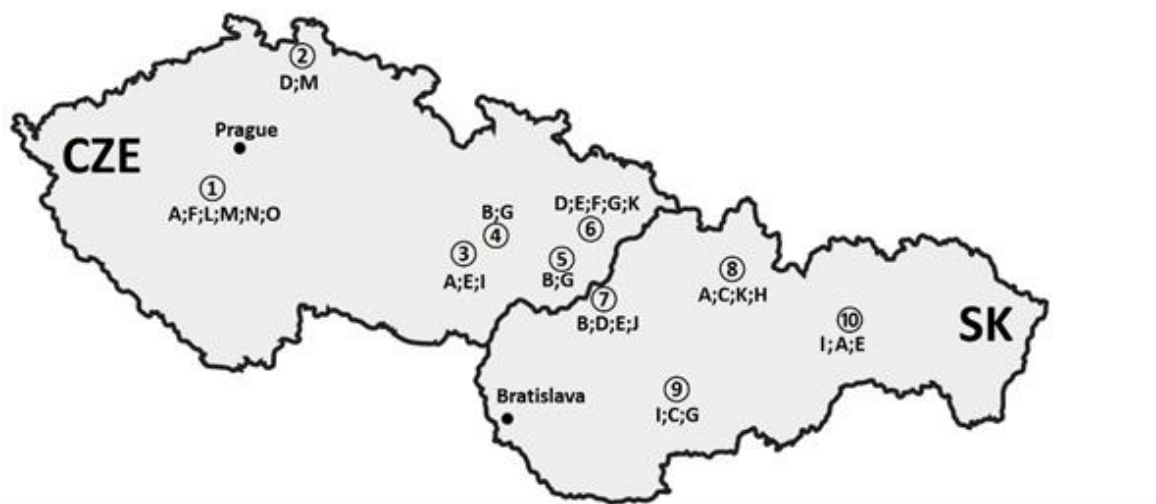 2
D;M
Prague
CZE
1
A;F;L;M;N;O
B;G
4
3
A;E;I
D;E;F;G;K
6
5
B;G
7
B;D;E;J
8
A;C;K;H
10
I;A;E
SK
9
I;C;G
Bratislava